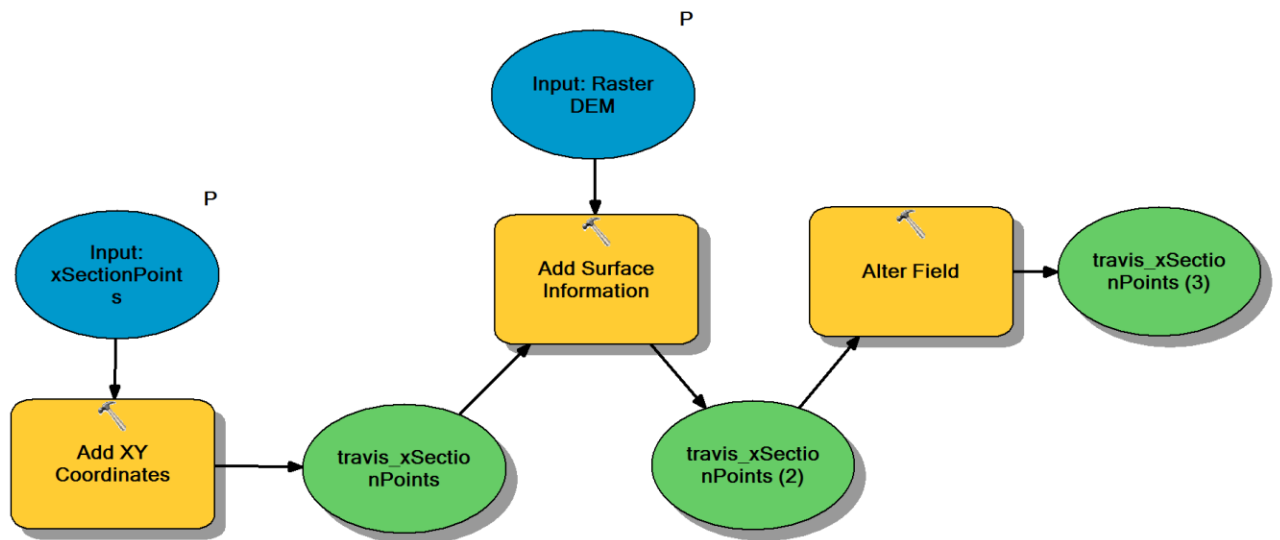 P
Input: Raster
DEM
P
Input:
xSectionPoint
s
Add Surface
Information
Alter Field
travis_xSectio
nPoints (3)
Add XY
Coordinates
travis_xSectio
nPoints
travis_xSectio
nPoints (2)